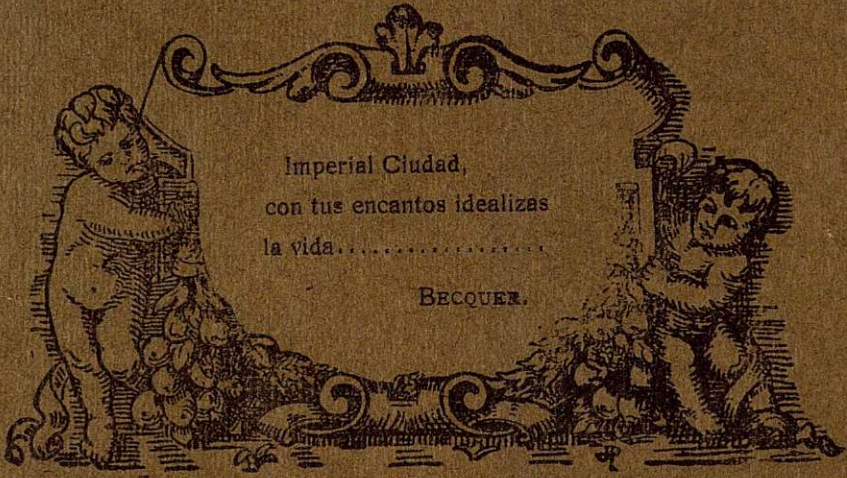 Imperial Ciudad,
con tus encantos idealizas
la vida...................
BECQUER.